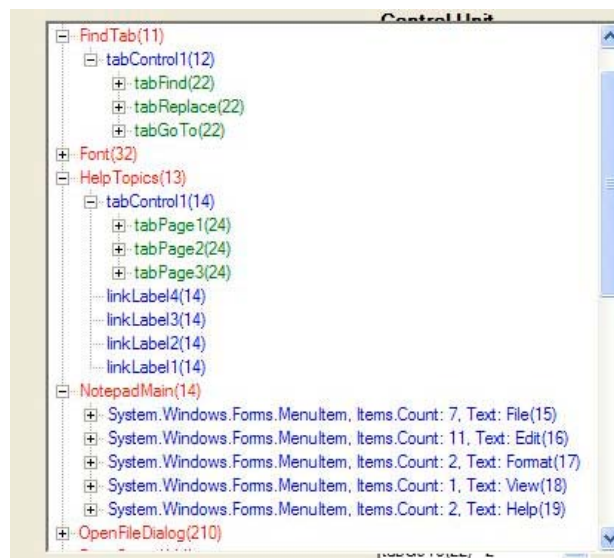 Control Unit
FindTab(11)
tabControl1(12)
tabFind(22)
tabReplace(22)
tabGoTo(22)
Font(32)
HelpTopics(13)
tabControl1(14)
tabPage1(24)
tabPage2(24)
tabPage3(24)
linkLabel4(14)
linkLabel3(14)
linkLabel2(14)
linkLabel1(14)
NotepadMain(14)
System.Windows.Forms.MenuItem, Items.Count: 7, Text: File(15)
System.Windows.Forms.MenuItem, Items.Count: 11, Text: Edit(16)
System.Windows.Forms.MenuItem, Items.Count: 2, Text: Format(17)
System.Windows.Forms.MenuItem, Items.Count: 1, Text: View(18)
System.Windows.Forms.MenuItem, Items.Count: 2, Text: Help(19)
OpenFileDialog(210)